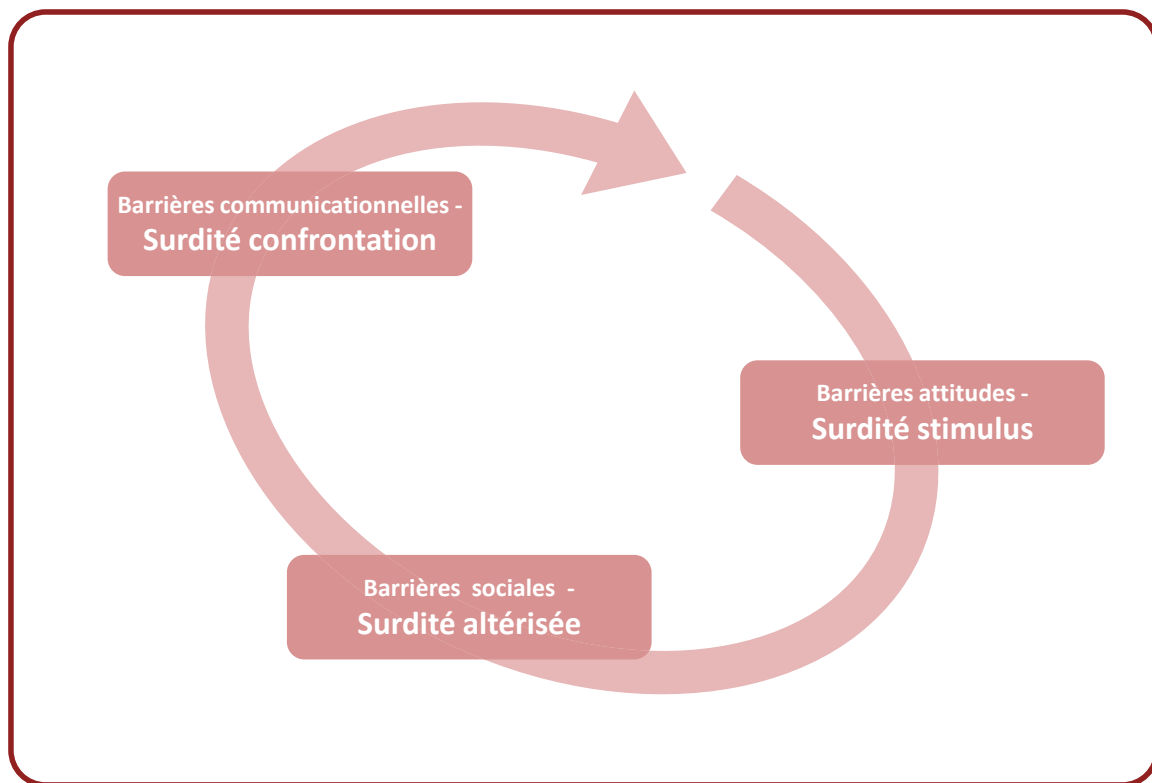 Barrières communicationnelles -
Surdité confrontation
Barrières attitudes -
Surdité stimulus
Barrières sociales -
Surdité altérisée